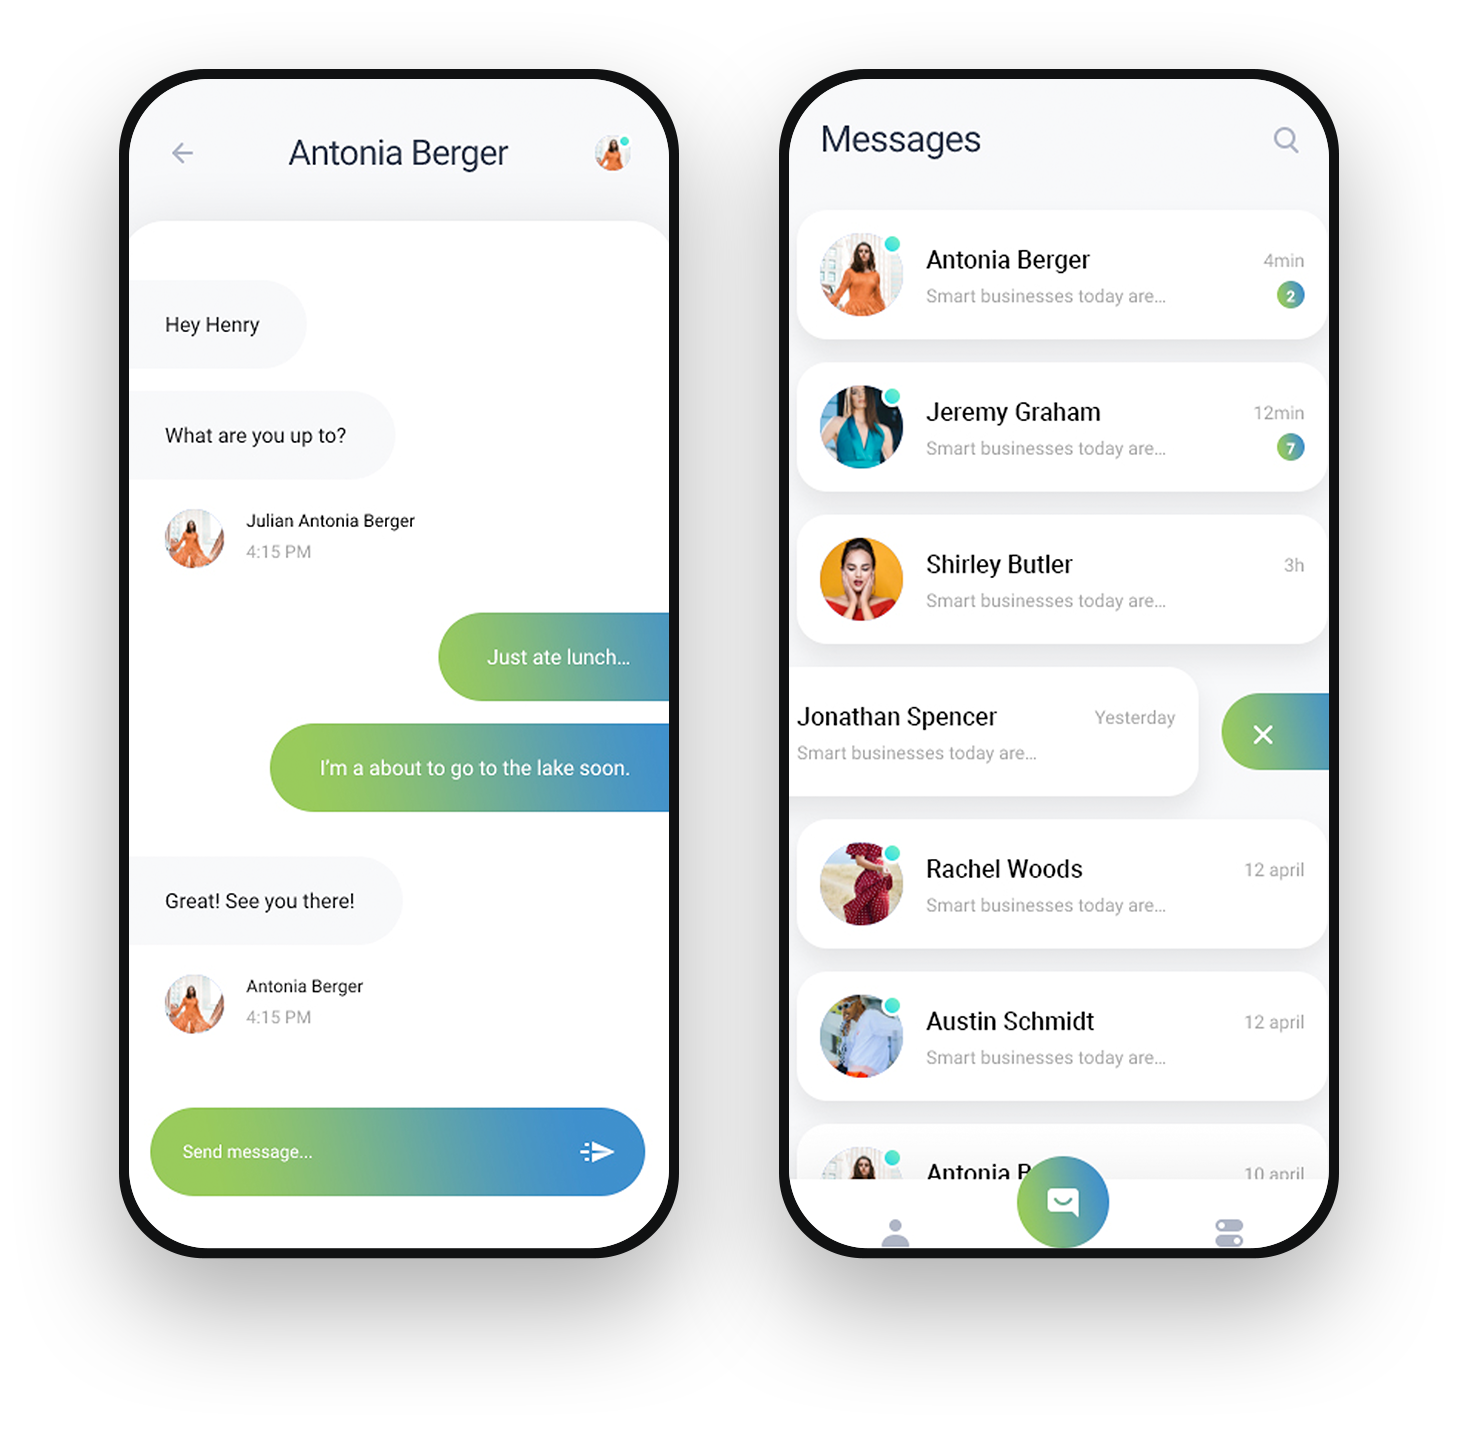 Antonia Berger
Hey Henry
What are you up to?
Julian Antonia Berger
4:15 PM
Just ate lunch...
I'm a about to go to the lake soon.
Great! See you there!
Antonia Berger
4:15 PM
Send message...
Messages
Antonia Berger
4min
Smart businesses today are...
2
Jeremy Graham
12min
Smart businesses today are...
7
Shirley Butler
3h
Smart businesses today are...
Jonathan Spencer
Yesterday
Smart businesses today are...
Rachel Woods
12 april
Smart businesses today are...
Austin Schmidt
12 april
Smart businesses today are...
Antonia B
10 april